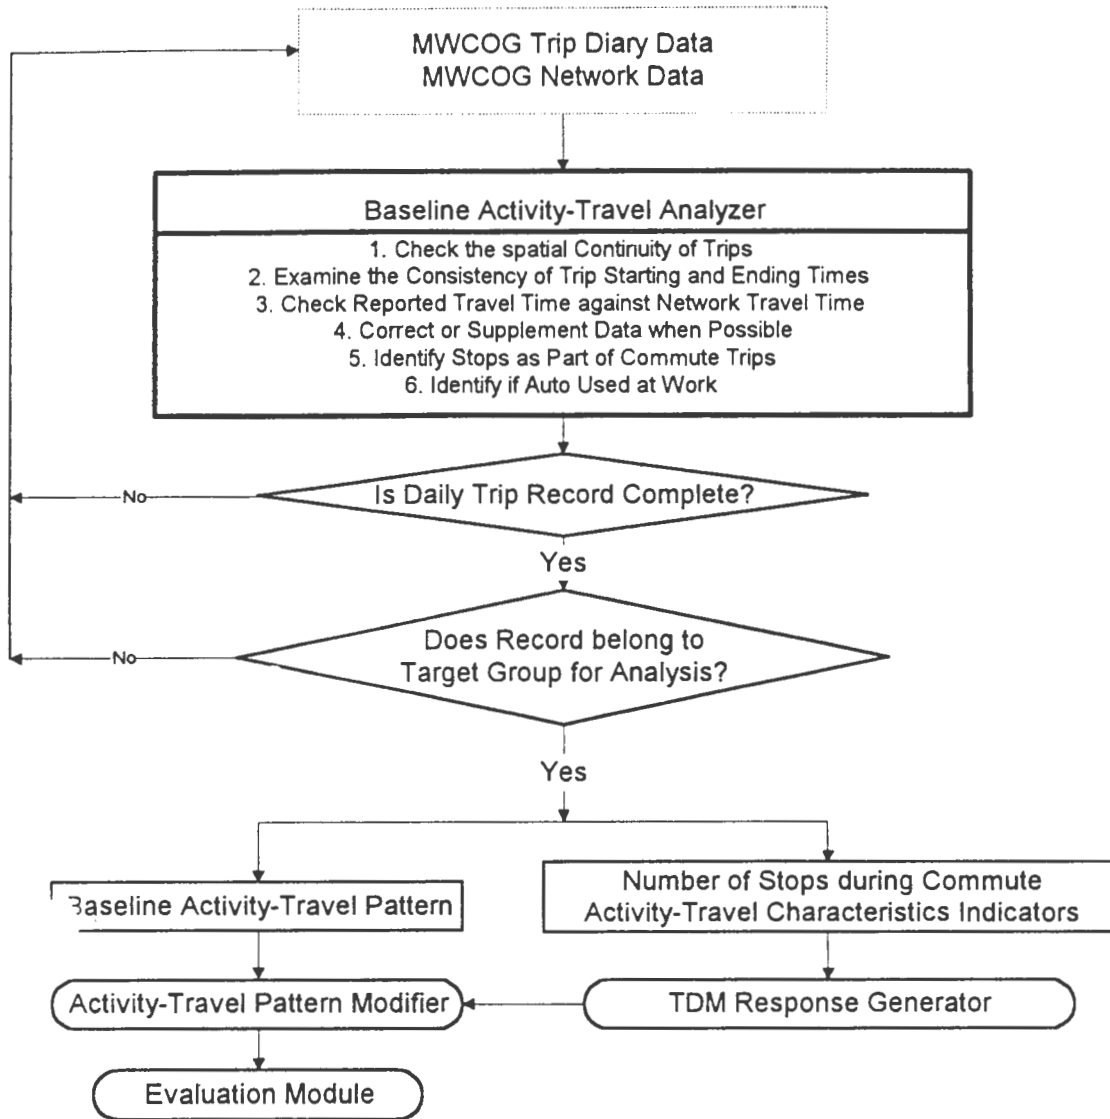 MWCOG Trip Diary Data
MWCOG Network Data
Baseline Activity-Travel Analyzer
1. Check the spatial Continuity of Trips
2. Examine the Consistency of Trip Starting and Ending Times
3. Check Reported Travel Time against Network Travel Time
4. Correct or Supplement Data when Possible
5. Identify Stops as Part of Commute Trips
6. Identify if Auto Used at Work
Is Daily Trip Record Complete?
No
Yes
Does Record belong to
Target Group for Analysis?
No
Yes
Baseline Activity-Travel Pattern
Number of Stops during Commute
Activity-Travel Characteristics Indicators
Activity-Travel Pattern Modifier
TDM Response Generator
Evaluation Module